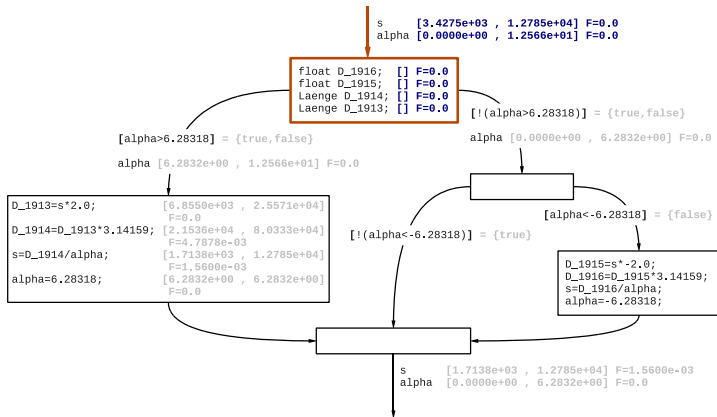 s [3.4275e+03 , 1.2785e+04] F=0.0
alpha [0.0000e+00 , 1.2566e+01] F=0.0
float D_1916; [] F=0.0
float D_1915; [] F=0.0
Laenge D_1914; [] F=0.0
Laenge D_1913; [] F=0.0
[alpha>6.28318] = {true,false}
alpha [6.2832e+00 , 1.2566e+01] F=0.0
[!(alpha>6.28318)] = {true,false}
alpha [0.0000e+00 , 6.2832e+00] F=0.0
D_1913=s*2.0; [6.8550e+03 , 2.5571e+04]
F=0.0
D_1914=D_1913*3.14159; [2.1536e+04 , 8.0333e+04]
F=4.7878e-03
s=D_1914/alpha; [1.7138e+03 , 1.2785e+04]
F=1.5600e-03
alpha=6.28318; [6.2832e+00 , 6.2832e+00]
F=0.0
[!(alpha<-6.28318)] = {true}
[alpha<-6.28318] = {false}
D_1915=s*-2.0;
D_1916=D_1915*3.14159;
s=D_1916/alpha;
alpha=-6.28318;
s [1.7138e+03 , 1.2785e+04] F=1.5600e-03
alpha [0.0000e+00 , 6.2832e+00] F=0.0